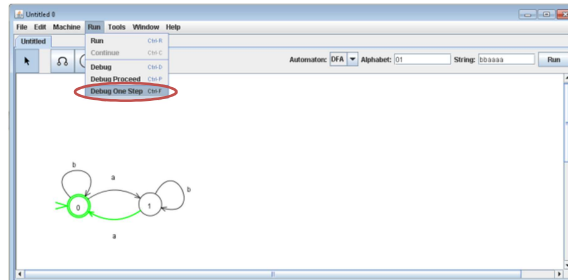 Untitled 0
File Edit Machine Run Tools Window Help
Untitled
Run Ctrl-R
Continue Ctrl-C
Debug Ctrl-D
Debug Proceed Ctrl-P
Debug One Step Ctrl-F
Automaton: DFA Alphabet: 01 String: bbaaaa Run
b
a
b
0
1
a